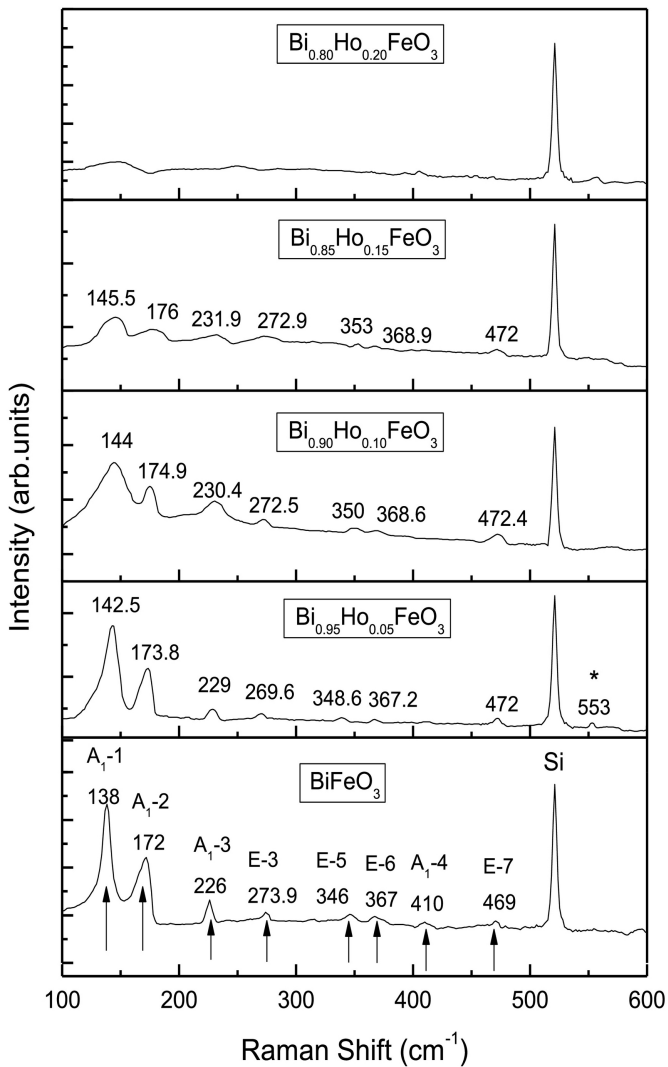 Bi0.80Ho0.20FeO3
Bi0.85Ho0.15FeO3
145.5 176 231.9 272.9 353 368.9 472
Bi0.90Ho0.10FeO3
144 174.9 230.4 272.5 350 368.6 472.4
Bi0.95Ho0.05FeO3
142.5 173.8 229 269.6 348.6 367.2 472 553 *
BiFeO3
A1-1 A1-2 A1-3 E-3 E-5 E-6 A1-4 E-7 Si
138 172 226 273.9 346 367 410 469
100 200 300 400 500 600
Raman Shift (cm-1)
Intensity (arb.units)